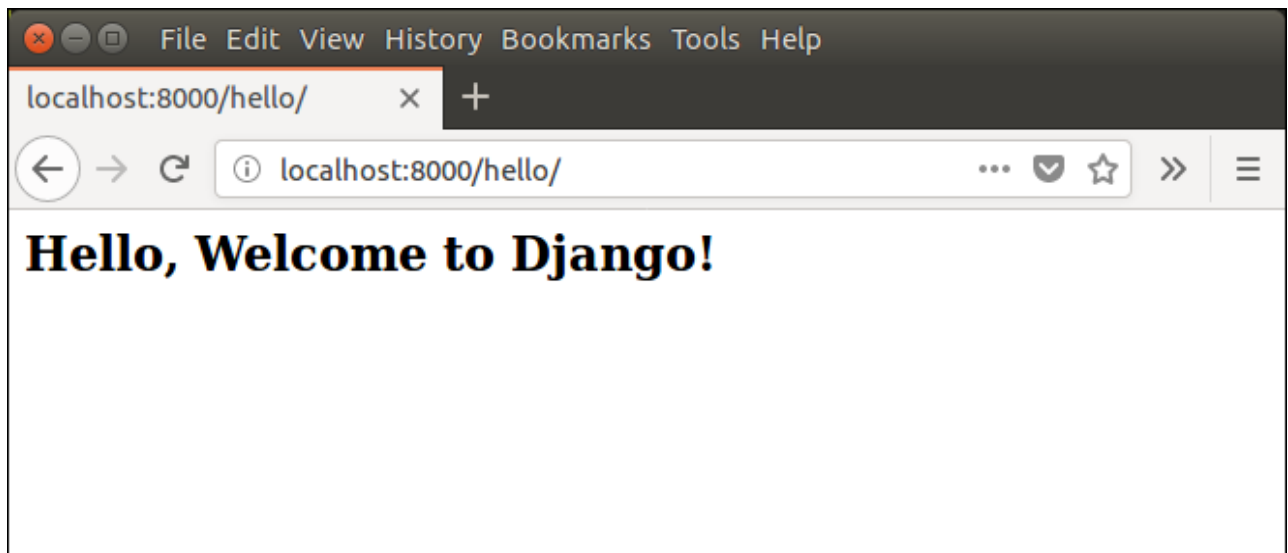 File Edit View History Bookmarks Tools Help
localhost:8000/hello/
localhost:8000/hello/
Hello, Welcome to Django!